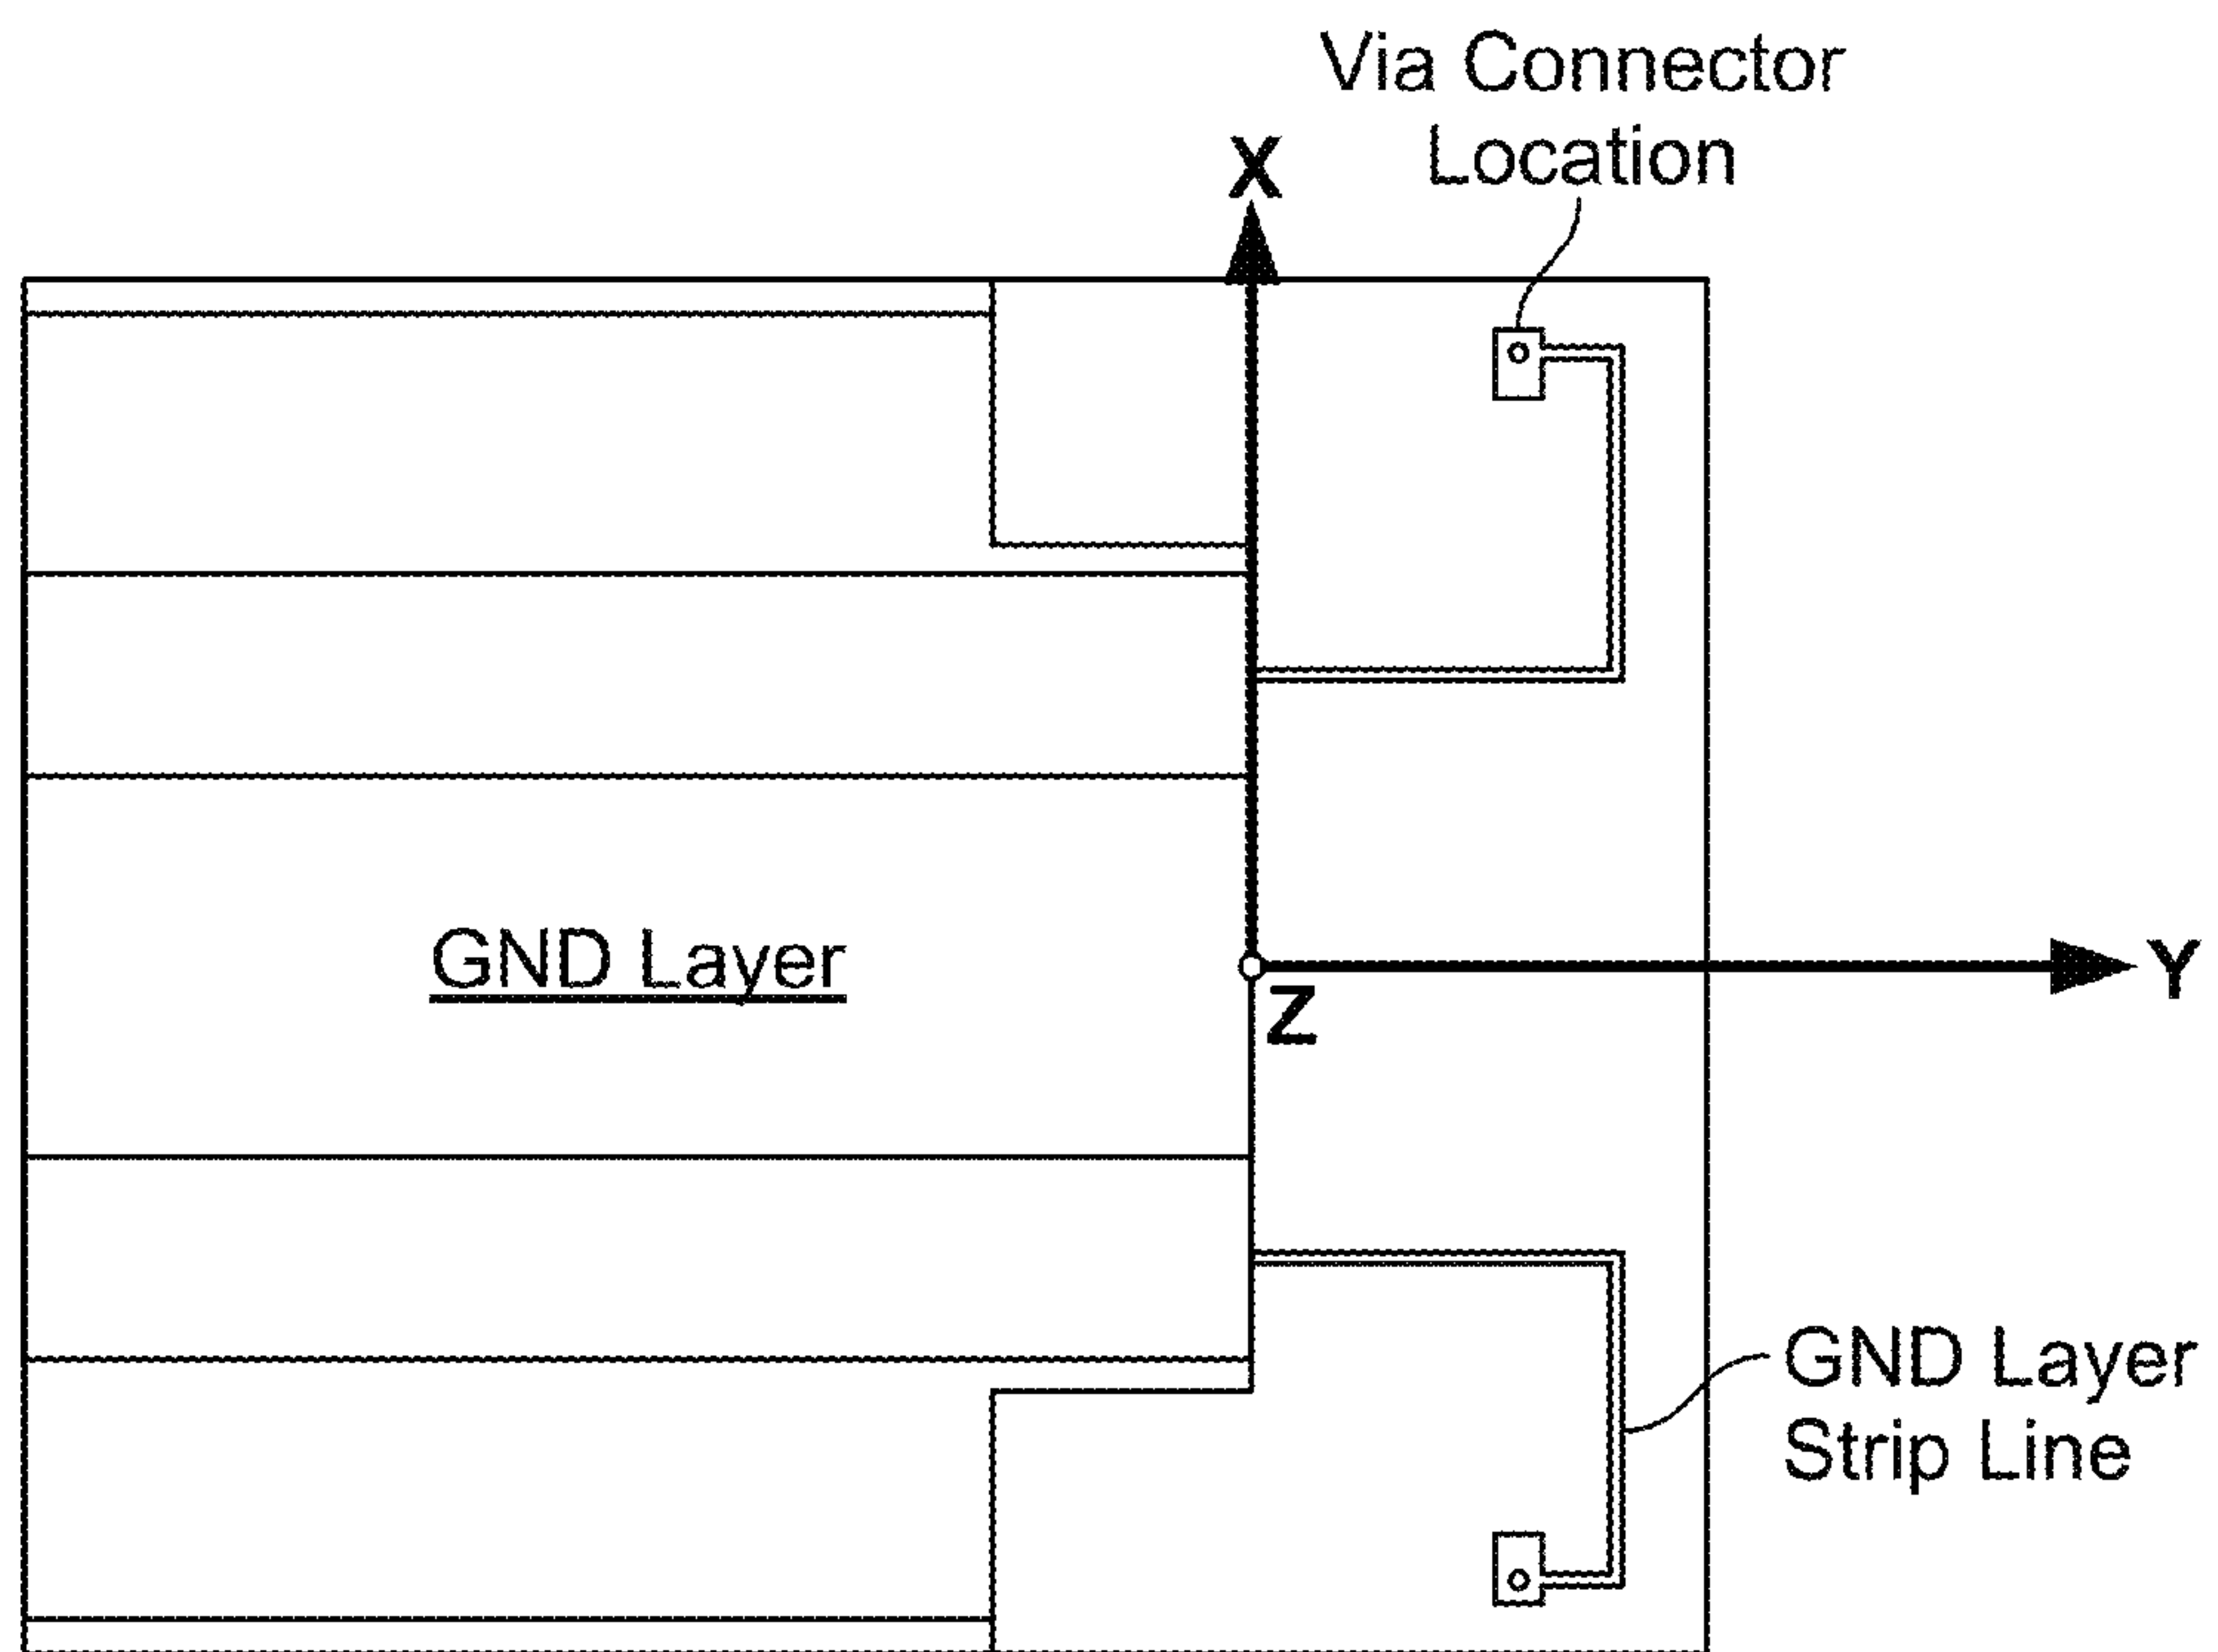 Via Connector
Location
X
GND Layer
Y
Z
GND Layer
Strip Line